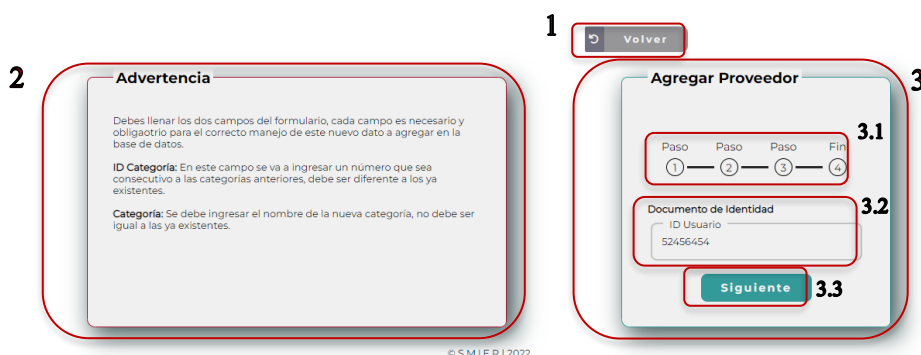 1
Volver
2
Advertencia
Debes llenar los dos campos del formulario, cada campo es necesario y
obligaotrio para el correcto manejo de este nuevo dato a agregar en la
base de datos.
ID Categoría: En este campo se va a ingresar un número que sea
consecutivo a las categorías anteriores, debe ser diferente a los ya
existentes.
Categoría: Se debe ingresar el nombre de la nueva categoría, no debe ser
igual a las ya existentes.
3
Agregar Proveedor
3.1
Paso Paso Paso Fin
1 2 3 4
3.2
Documento de Identidad
ID Usuario
52456454
Siguiente
3.3
© S M I E P | 2022